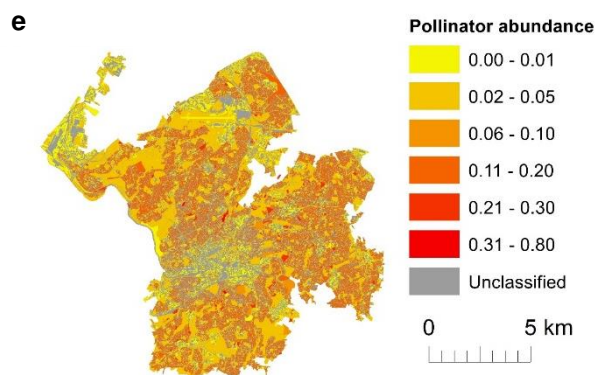 e
Pollinator abundance
0.00 - 0.01
0.02 - 0.05
0.06 - 0.10
0.11 - 0.20
0.21 - 0.30
0.31 - 0.80
Unclassified
0 5 km